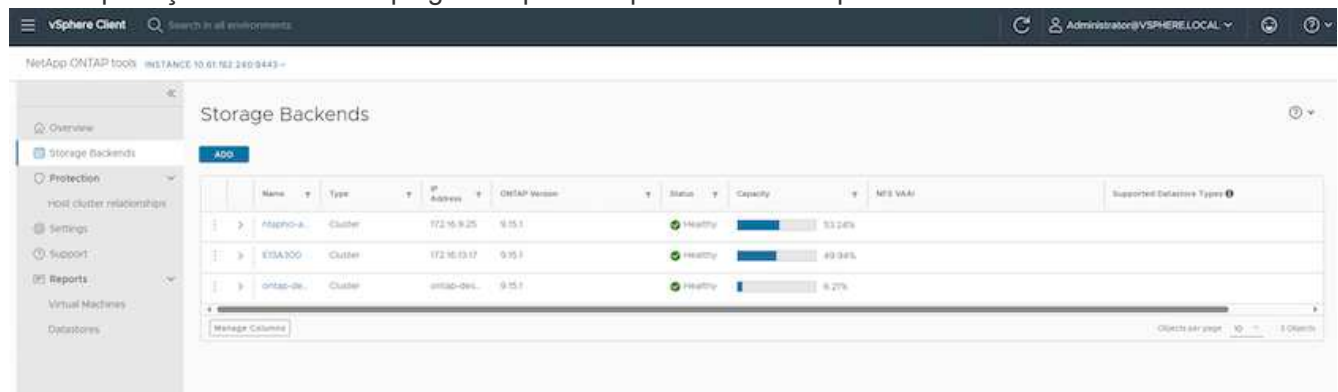 vSphere Client
Search in all environments
Administrator@VSPHERE.LOCAL
NetApp ONTAP tools INSTANCE 10.61.182.240:8443
Overview
Storage Backends
Protection
Host cluster relationships
Settings
Support
Reports
Virtual Machines
Datastores
Storage Backends
ADD
Name Type IP Address ONTAP Version Status Capacity NFS VAAI Supported Datastore Types
Cluster 172.16.9.25 9.15.1 Healthy 53.24%
E13A300 Cluster 172.16.13.17 9.15.1 Healthy 49.94%
ontap-de.. Cluster ontap-des... 9.15.1 Healthy 6.21%
Manage Columns
Objects per page 10 3 Objects